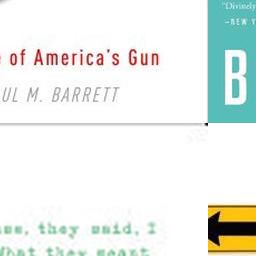 of America's Gun
UL M. BARRETT
"Divinely
—NEW Y
B
they said, I
What they meant